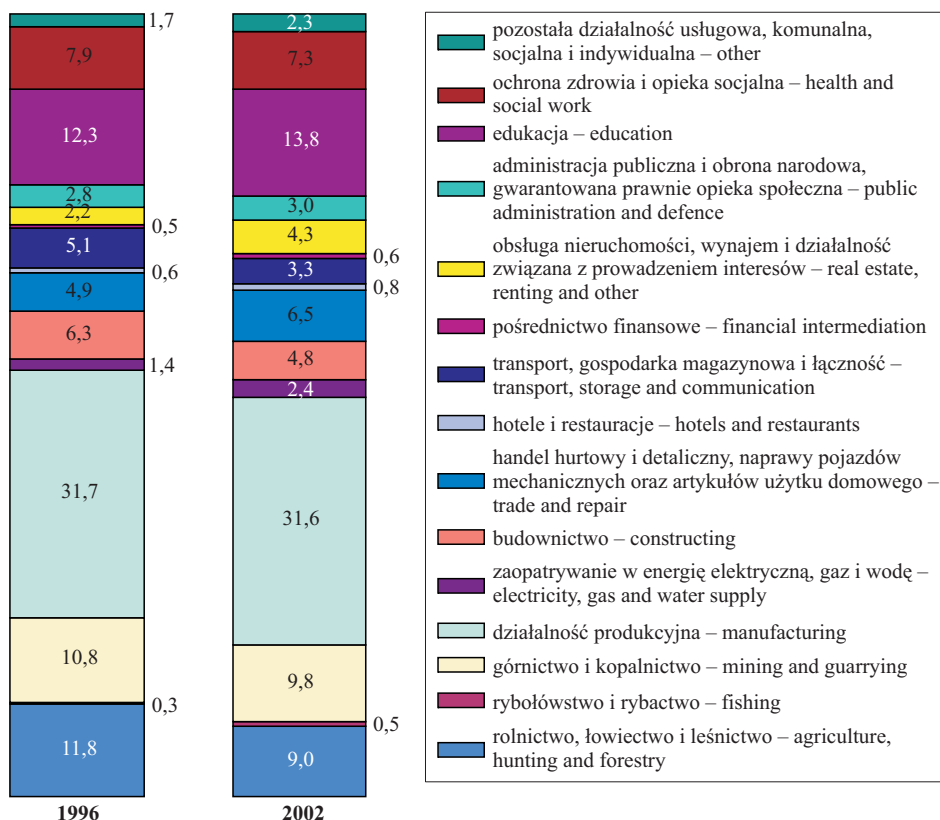 1,7
7,9
12,3
2,8
2,2
0,5
5,1
0,6
4,9
6,3
1,4
31,7
10,8
0,3
11,8
1996
2,3
7,3
13,8
3,0
4,3
0,6
3,3
0,8
6,5
4,8
2,4
31,6
9,8
0,5
9,0
2002
pozostała działalność usługowa, komunalna,
socjalna i indywidualna – other
ochrona zdrowia i opieka socjalna – health and
social work
edukacja – education
administracja publiczna i obrona narodowa,
gwarantowana prawnie opieka społeczna – public
administration and defence
obsługa nieruchomości, wynajem i działalność
związana z prowadzeniem interesów – real estate,
renting and other
pośrednictwo finansowe – financial intermediation
transport, gospodarka magazynowa i łączność –
transport, storage and communication
hotele i restauracje – hotels and restaurants
handel hurtowy i detaliczny, naprawy pojazdów
mechanicznych oraz artykułów użytku domowego –
trade and repair
budownictwo – constructing
zaopatrywanie w energię elektryczną, gaz i wodę –
electricity, gas and water supply
działalność produkcyjna – manufacturing
górnictwo i kopalnictwo – mining and guarrying
rybołówstwo i rybactwo – fishing
rolnictwo, łowiectwo i leśnictwo – agriculture,
hunting and forestry